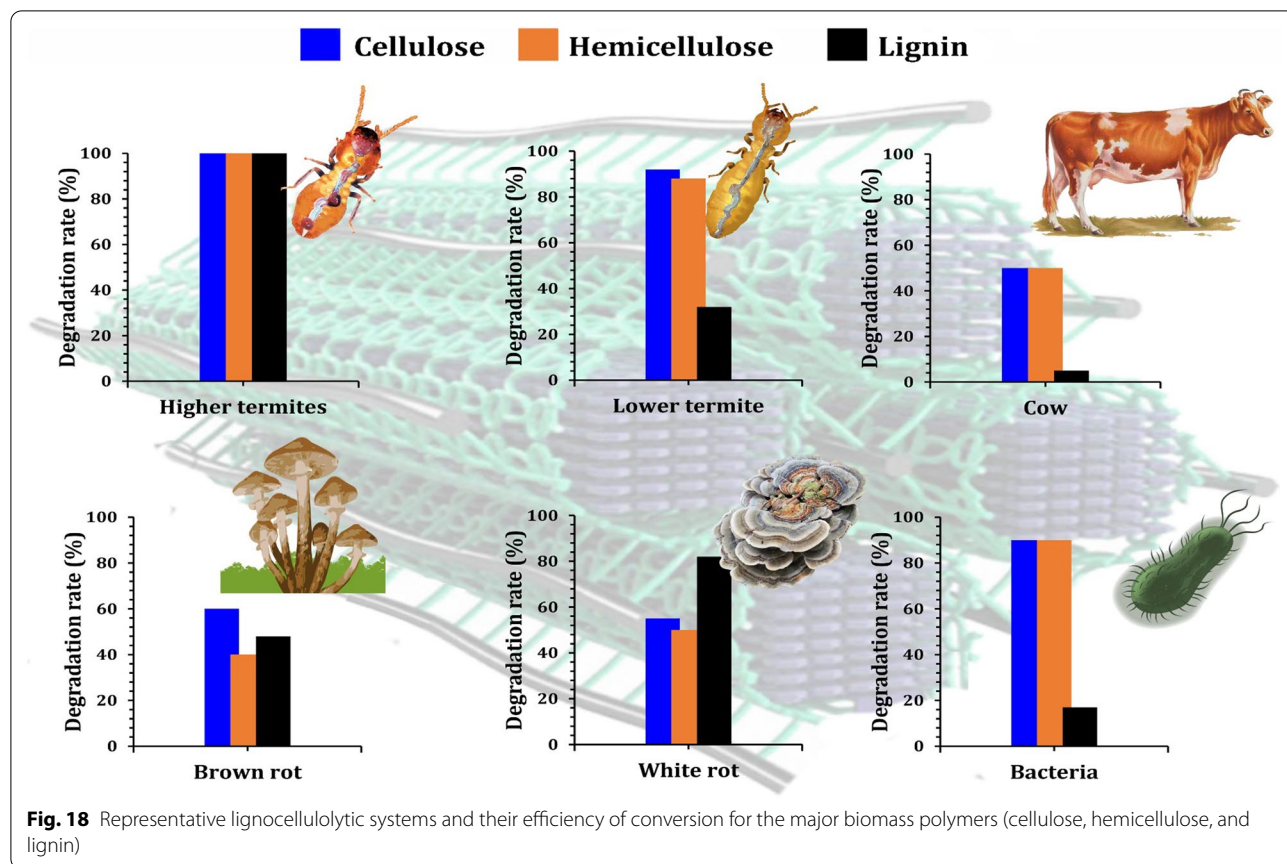 Cellulose Hemicellulose Lignin
Degradation rate (%)
100
80
60
40
20
0
Higher termites
Degradation rate (%)
100
80
60
40
20
0
Lower termite
Degradation rate (%)
100
80
60
40
20
0
Cow
Degradation rate (%)
100
80
60
40
20
0
Brown rot
Degradation rate (%)
100
80
60
40
20
0
White rot
Degradation rate (%)
100
80
60
40
20
0
Bacteria
Fig. 18 Representative lignocellulolytic systems and their efficiency of conversion for the major biomass polymers (cellulose, hemicellulose, and
lignin)